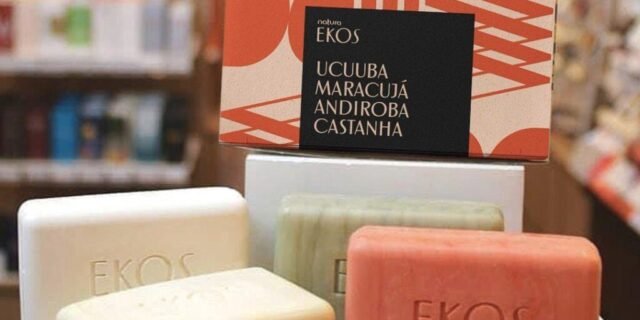 natura
EKOS
UCUUBA
MARACUJÁ
ANDIROBA
CASTANHA
EKOS
EKOS